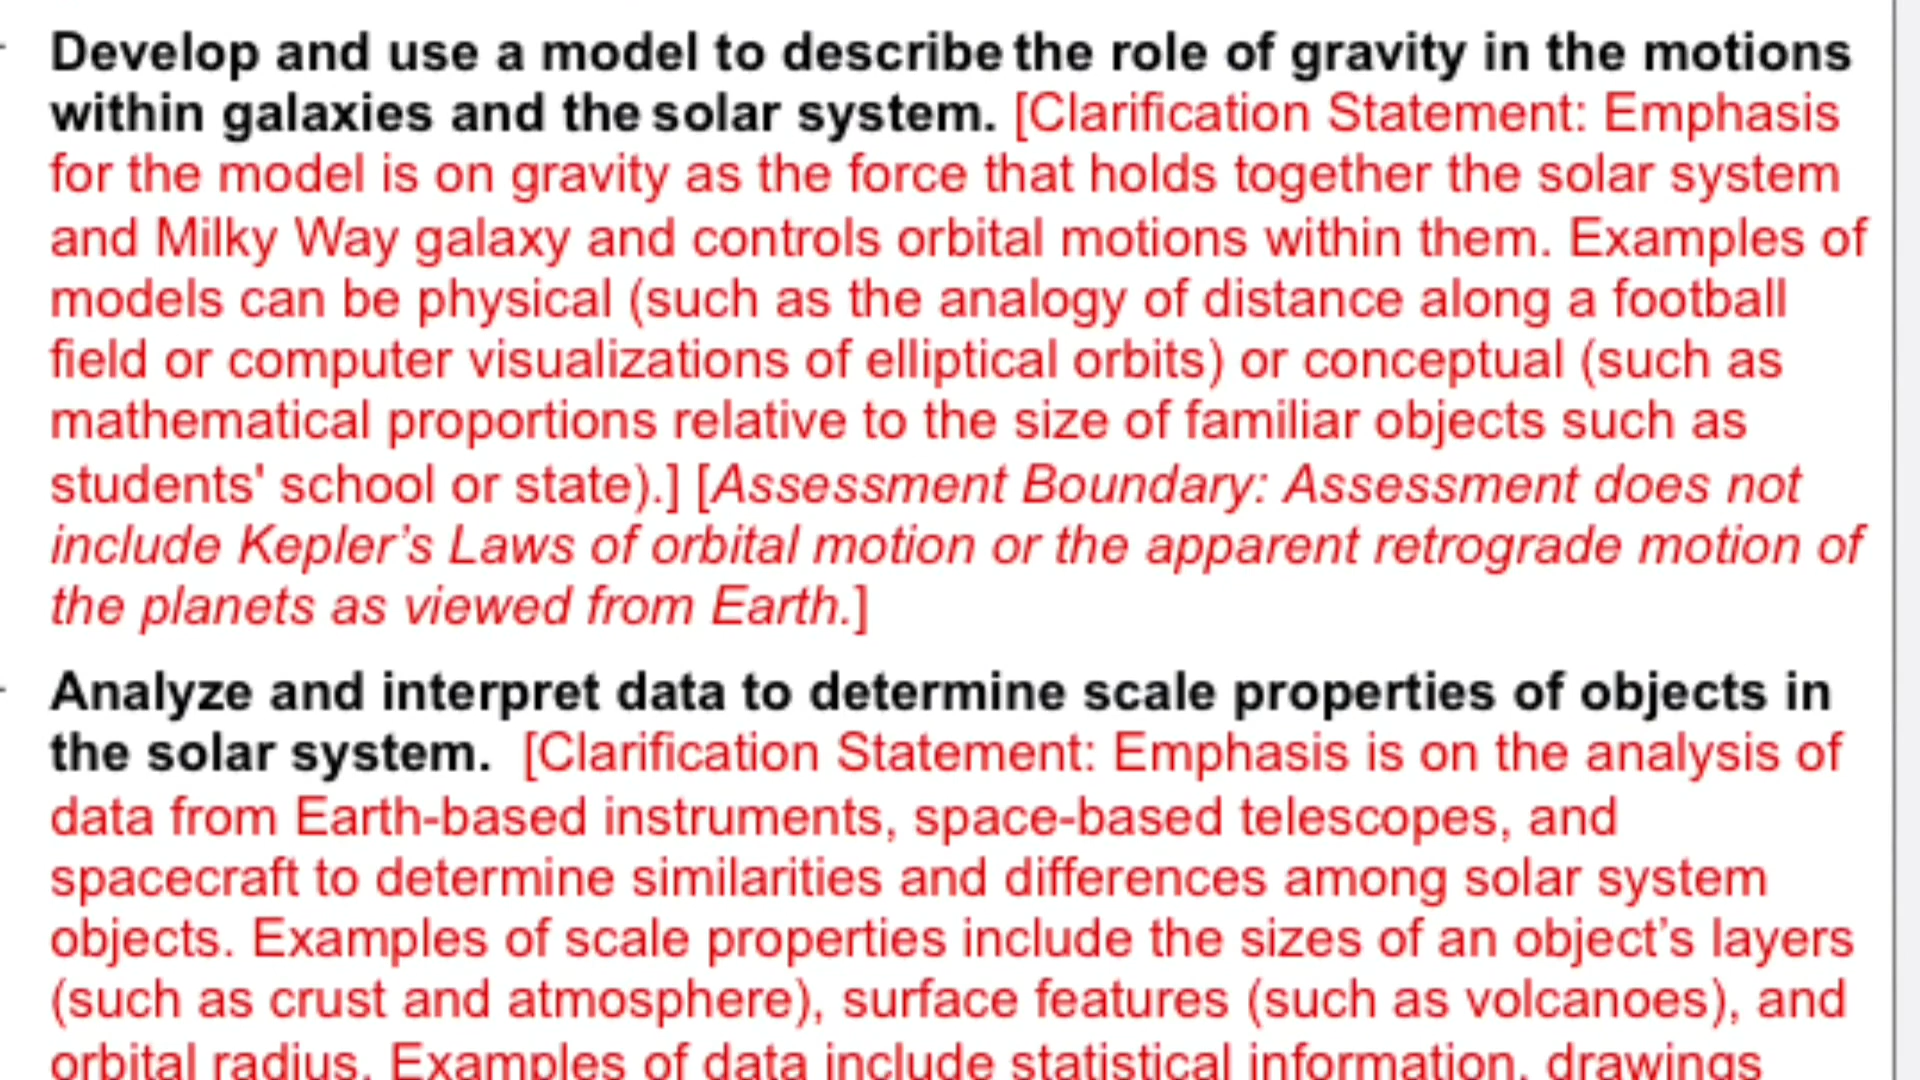 Develop and use a model to describe the role of gravity in the motions
within galaxies and the solar system. [Clarification Statement: Emphasis
for the model is on gravity as the force that holds together the solar system
and Milky Way galaxy and controls orbital motions within them. Examples of
models can be physical (such as the analogy of distance along a football
field or computer visualizations of elliptical orbits) or conceptual (such as
mathematical proportions relative to the size of familiar objects such as
students' school or state).] [Assessment Boundary: Assessment does not
include Kepler’s Laws of orbital motion or the apparent retrograde motion of
the planets as viewed from Earth.]
Analyze and interpret data to determine scale properties of objects in
the solar system. [Clarification Statement: Emphasis is on the analysis of
data from Earth-based instruments, space-based telescopes, and
spacecraft to determine similarities and differences among solar system
objects. Examples of scale properties include the sizes of an object’s layers
(such as crust and atmosphere), surface features (such as volcanoes), and
orbital radius. Examples of data include statistical information, drawings